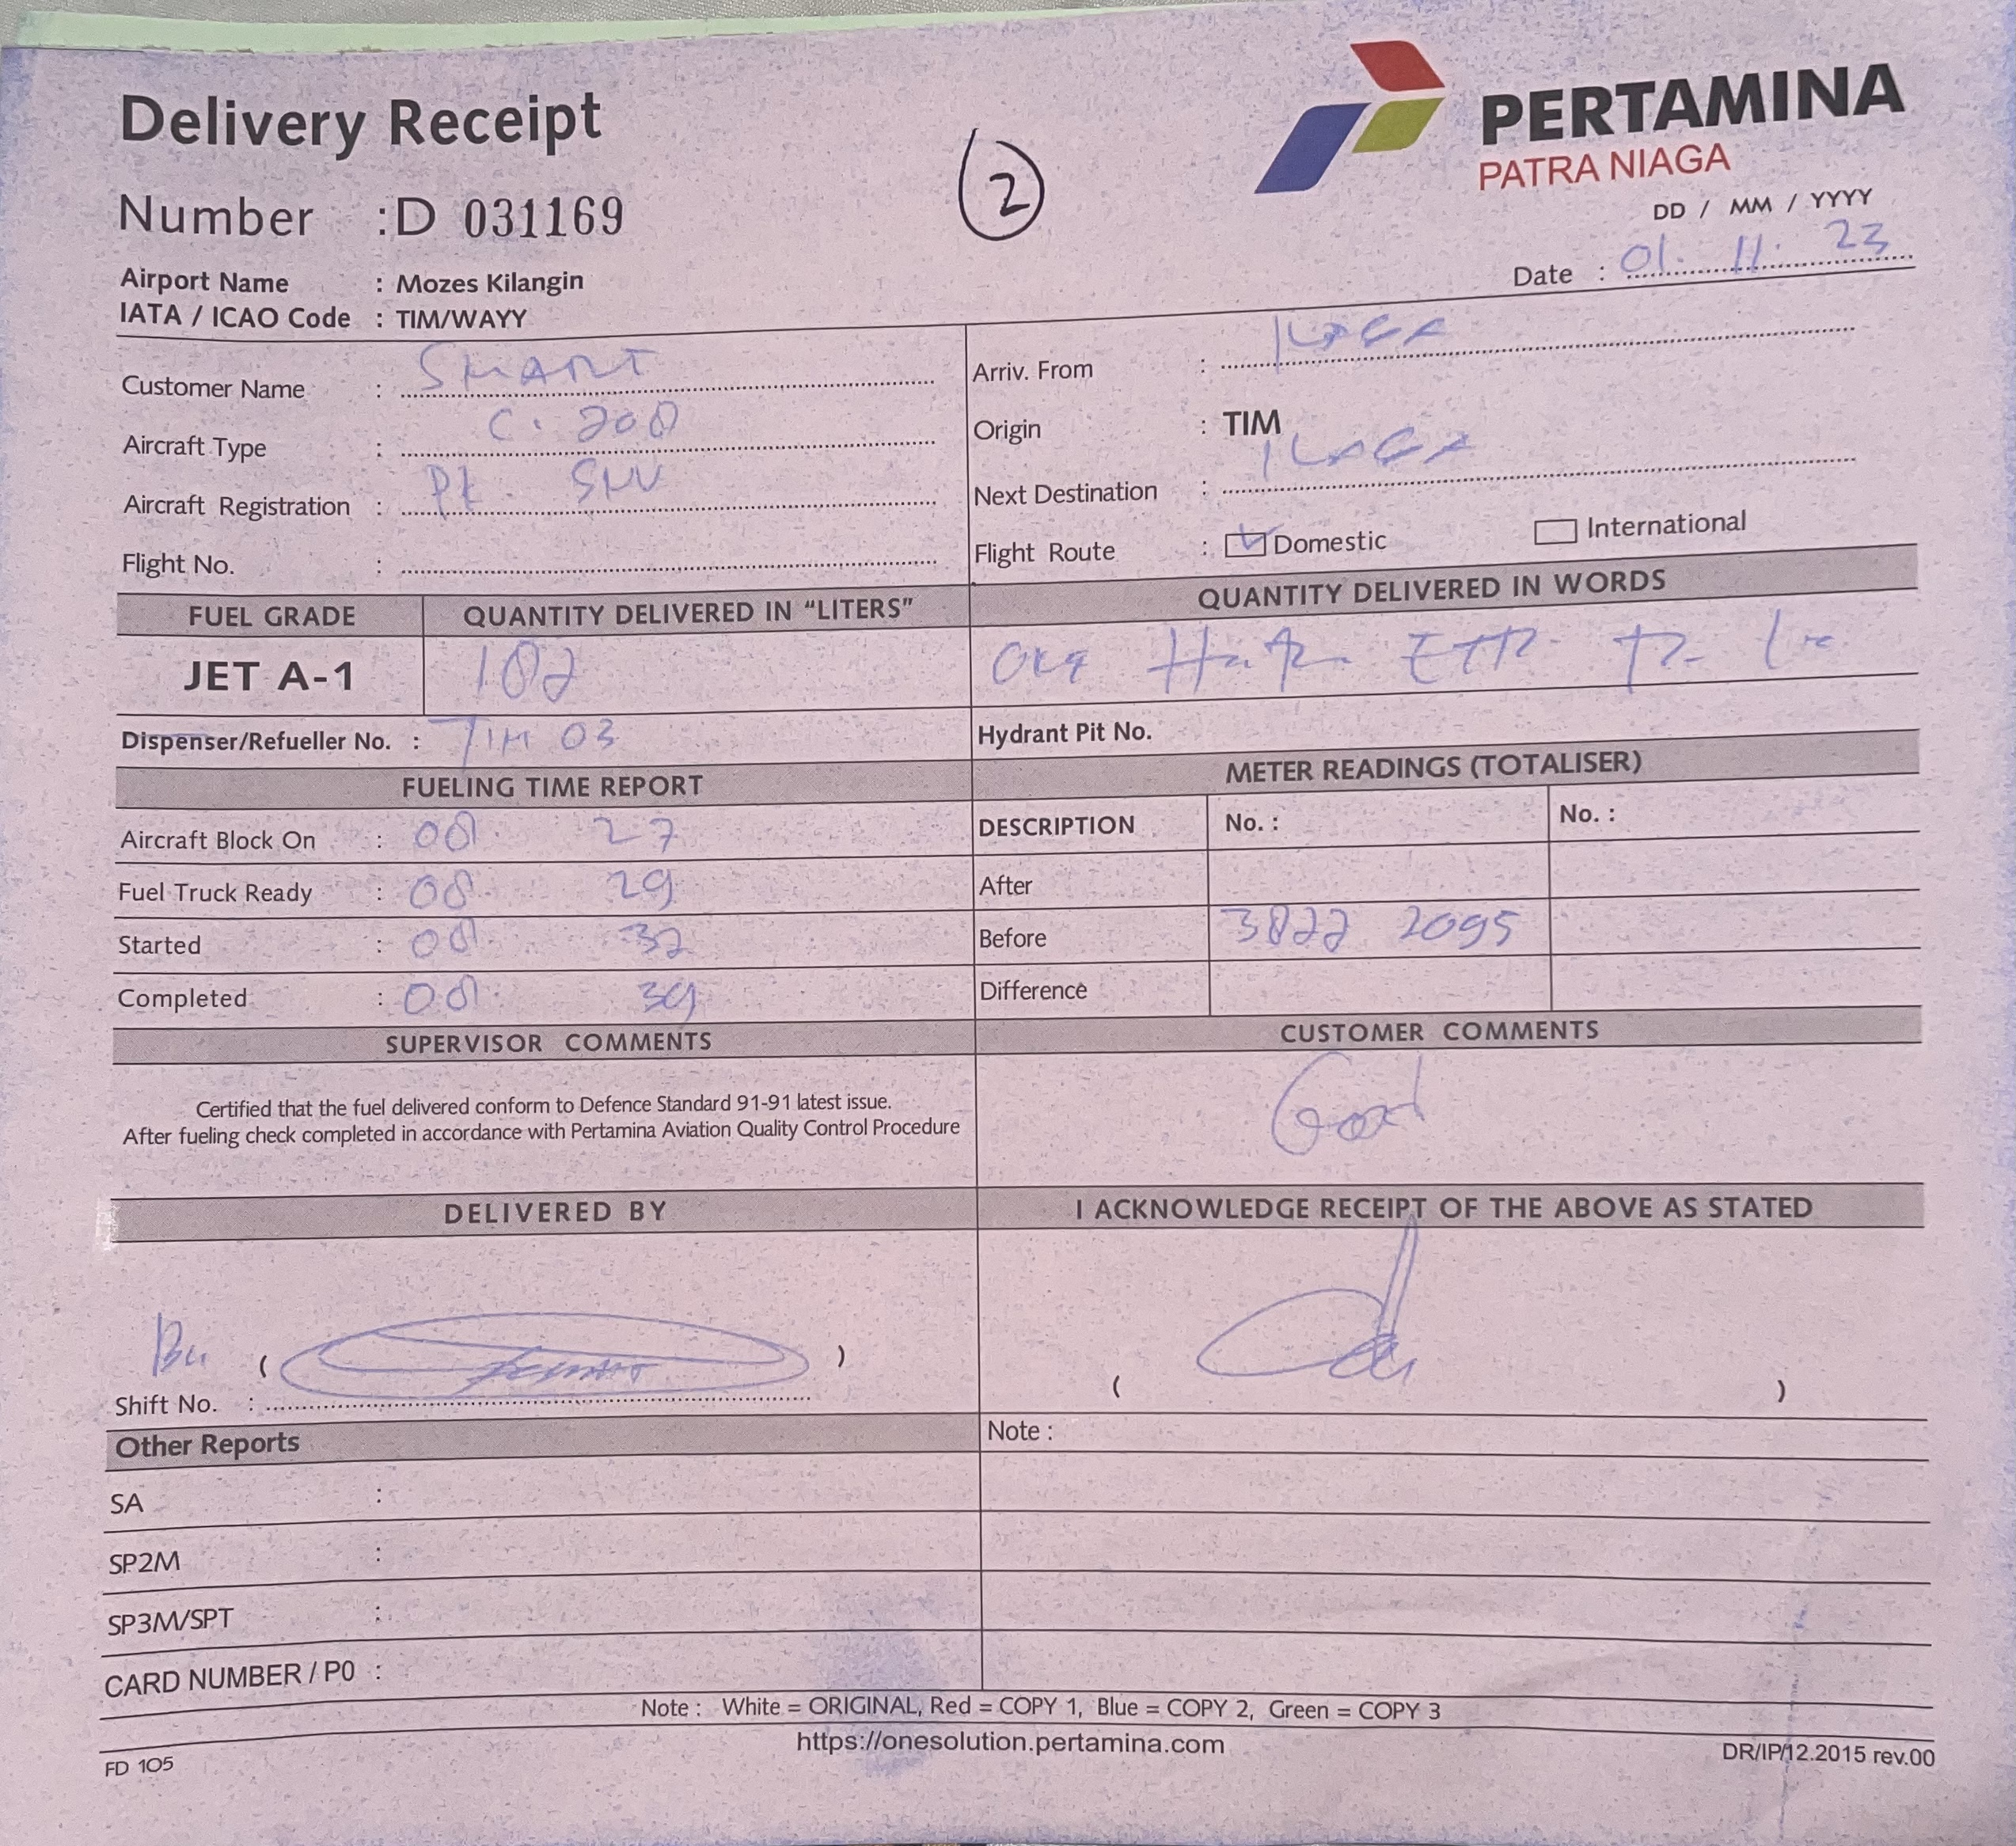 Delivery Receipt
2
PERTAMINA
PATRA NIAGA
Number : D 031169
DD / MM / YYYY
Date : 01. 11. 23
Airport Name : Mozes Kilangin
IATA / ICAO Code : TIM/WAYY
Customer Name : SMART
Arriv. From : ILAGA
Aircraft Type : C. 208
Origin : TIM
Aircraft Registration : PK
Next Destination : ILAGA
Flight No. :
Flight Route : Domestic International
FUEL GRADE QUANTITY DELIVERED IN “LITERS” QUANTITY DELIVERED IN WORDS
JET A-1 182
Dispenser/Refueller No. : TIM 03
Hydrant Pit No.
FUELING TIME REPORT
METER READINGS (TOTALISER)
Aircraft Block On : 08. 27
DESCRIPTION No. : No. :
Fuel Truck Ready : 08. 29
After
Started : 08. 32
Before 3822 2095
Completed : 08. 39
Difference
SUPERVISOR COMMENTS
CUSTOMER COMMENTS
Certified that the fuel delivered conform to Defence Standard 91-91 latest issue.
After fueling check completed in accordance with Pertamina Aviation Quality Control Procedure
Good
DELIVERED BY
I ACKNOWLEDGE RECEIPT OF THE ABOVE AS STATED
( )
( )
Shift No. :
Other Reports
Note :
SA :
SP2M :
SP3M/SPT :
CARD NUMBER / P0 :
Note : White = ORIGINAL, Red = COPY 1, Blue = COPY 2, Green = COPY 3
https://onesolution.pertamina.com
FD 105
DR/IP/12.2015 rev.00